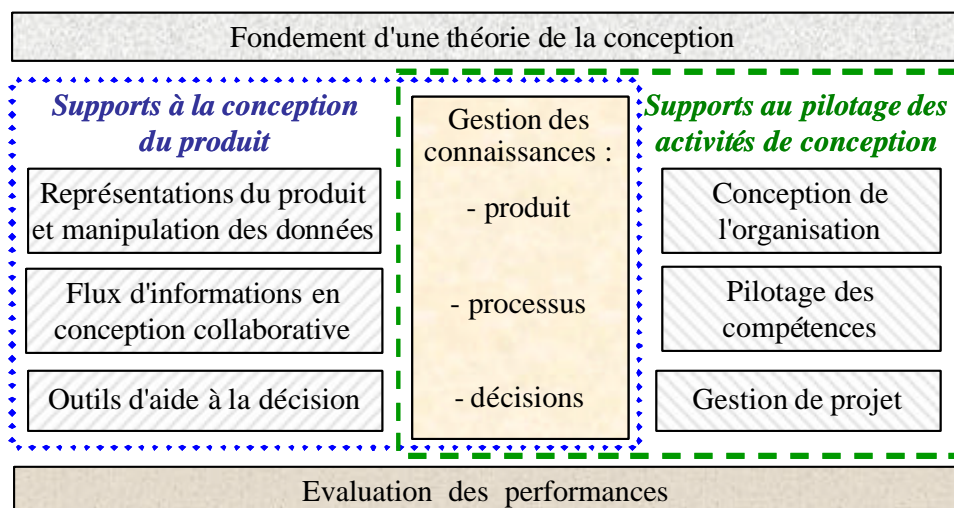 Fondement d'une théorie de la conception
Supports à la conception
du produit
Représentations du produit
et manipulation des données
Flux d'informations en
conception collaborative
Outils d'aide à la décision
Gestion des
connaissances :
- produit
- processus
- décisions
Supports au pilotage des
activités de conception
Conception de
l'organisation
Pilotage des
compétences
Gestion de projet
Evaluation des performances